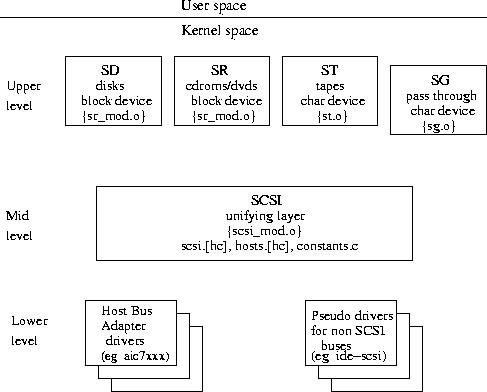 User space
Kernel space
Upper
level
SD
disks
block device
{sr_mod.o}
SR
cdroms/dvds
block device
{sr_mod.o}
ST
tapes
char device
{st.o}
SG
pass through
char device
{sg.o}
Mid
level
SCSI
unifying layer
{scsi_mod.o}
scsi.[hc], hosts.[hc], constants.c
Lower
level
Host Bus
Adapter
drivers
(eg aic7xxx)
Pseudo drivers
for non SCSI
buses
(eg ide-scsi)